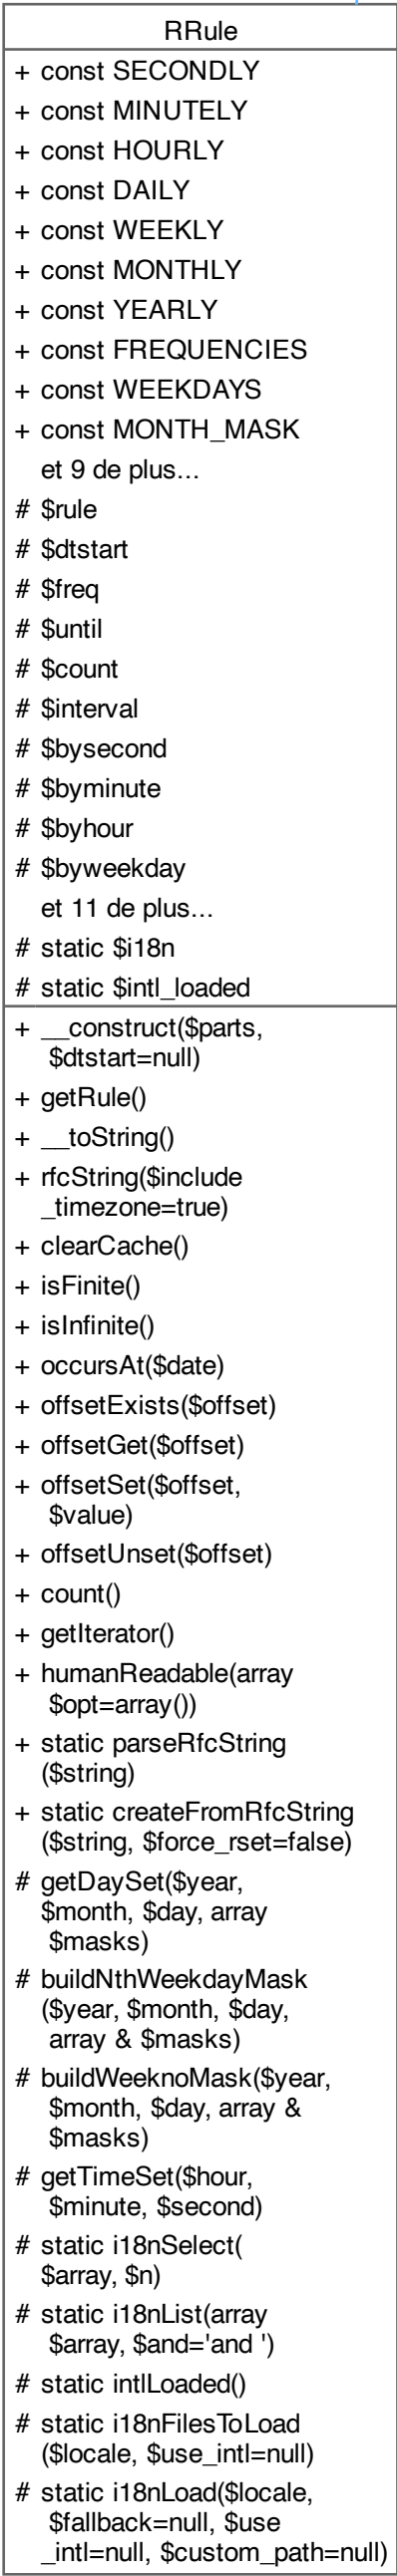 RRule
+ const SECONDLY
+ const MINUTELY
+ const HOURLY
+ const DAILY
+ const WEEKLY
+ const MONTHLY
+ const YEARLY
+ const FREQUENCIES
+ const WEEKDAYS
+ const MONTH_MASK
et 9 de plus...
# $rule
# $dtstart
# $freq
# $until
# $count
# $interval
# $bysecond
# $byminute
# $byhour
# $byweekday
et 11 de plus...
# static $i18n
# static $intl_loaded
+ __construct($parts,
$dtstart=null)
+ getRule()
+ __toString()
+ rfcString($include
_timezone=true)
+ clearCache()
+ isFinite()
+ isInfinite()
+ occursAt($date)
+ offsetExists($offset)
+ offsetGet($offset)
+ offsetSet($offset,
$value)
+ offsetUnset($offset)
+ count()
+ getIterator()
+ humanReadable(array
$opt=array())
+ static parseRfcString
($string)
+ static createFromRfcString
($string, $force_rset=false)
# getDaySet($year,
$month, $day, array
$masks)
# buildNthWeekdayMask
($year, $month, $day,
array & $masks)
# buildWeeknoMask($year,
$month, $day, array &
$masks)
# getTimeSet($hour,
$minute, $second)
# static i18nSelect(
$array, $n)
# static i18nList(array
$array, $and='and ')
# static intlLoaded()
# static i18nFilesToLoad
($locale, $use_intl=null)
# static i18nLoad($locale,
$fallback=null, $use
_intl=null, $custom_path=null)